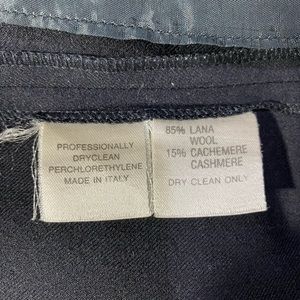 PROFESSIONALLY
DRYCLEAN
PERCHLORETHYLENE
MADE IN ITALY
85% LANA
WOOL
15% CACHEMERE
CASHMERE
DRY CLEAN ONLY